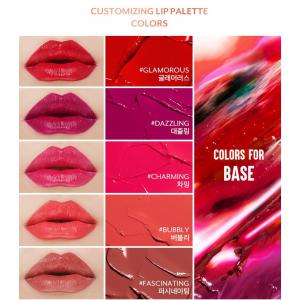 CUSTOMIZING LIP PALETTE
COLORS
#GLAMOROUS
글래머러스
#DAZZLING
대즐링
#CHARMING
차밍
#BUBBLY
버블리
#FASCINATING
퍼시네이팅
COLORS FOR
BASE